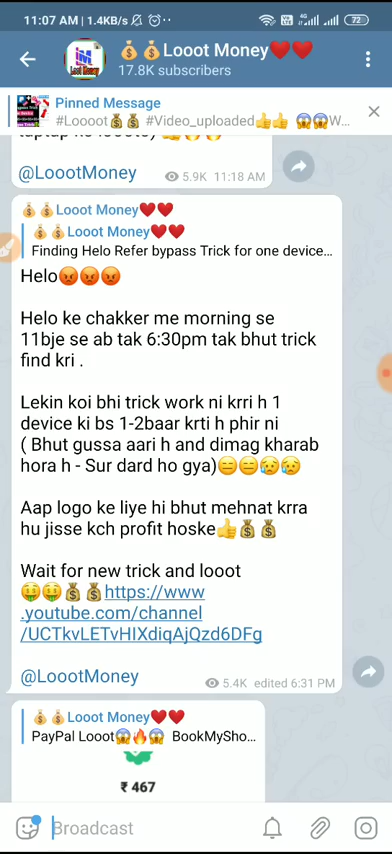 11:07 AM | 1.4KB/s
4G
72
💰💰Looot Money❤️❤️
17.8K subscribers
Pinned Message
#Loooot💰💰 #Video_uploaded👍👍 😱😱W...
@LoootMoney
5.9K 11:18 AM
💰💰Looot Money❤️❤️
💰💰Looot Money❤️❤️
Finding Helo Refer bypass Trick for one device...
Helo😡😡😡
Helo ke chakker me morning se
11bje se ab tak 6:30pm tak bhut trick
find kri .
Lekin koi bhi trick work ni krri h 1
device ki bs 1-2baar krti h phir ni
( Bhut gussa aari h and dimag kharab
hora h - Sur dard ho gya)😑😑😥😥
Aap logo ke liye hi bhut mehnat krra
hu jisse kch profit hoske👍💰💰
Wait for new trick and looot
🤑🤑💰💰https://www
.youtube.com/channel
/UCTkvLETvHIXdiqAjQzd6DFg
@LoootMoney
5.4K edited 6:31 PM
💰💰Looot Money❤️❤️
PayPal Looot😱🔥😱 BookMySho...
₹ 467
Broadcast